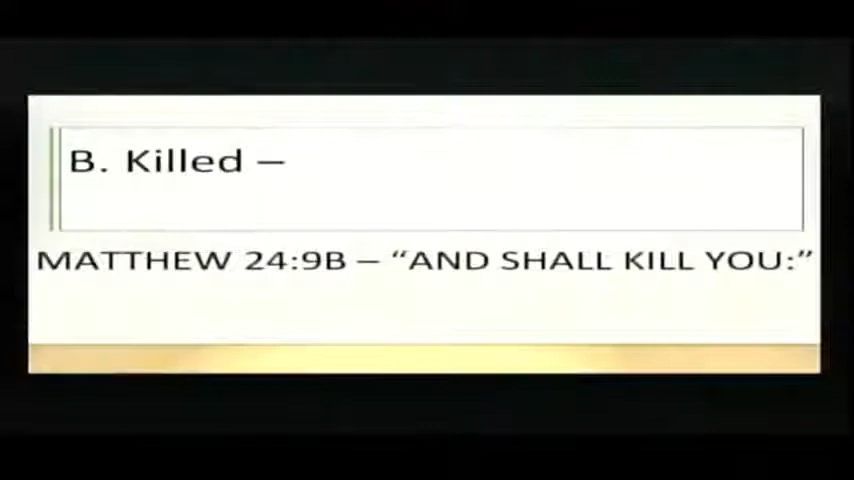 B. Killed –
MATTHEW 24:9B – “AND SHALL KILL YOU:”